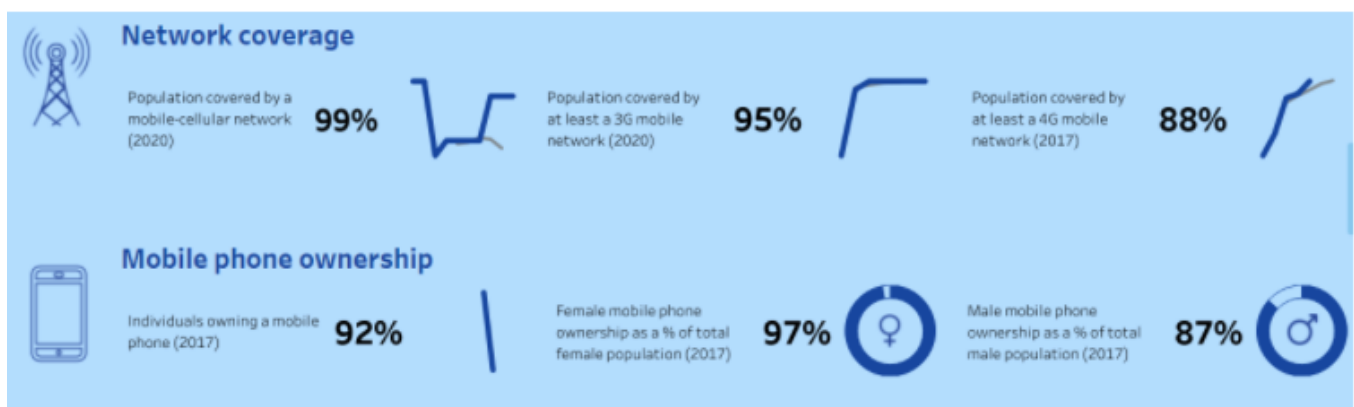 Network coverage
Population covered by a
mobile-cellular network
(2020)
99%
Population covered by
at least a 3G mobile
network (2020)
95%
Population covered by
at least a 4G mobile
network (2017)
88%
Mobile phone ownership
Individuals owning a mobile
phone (2017)
92%
Female mobile phone
ownership as a % of total
female population (2017)
97%
Male mobile phone
ownership as a % of total
male population (2017)
87%